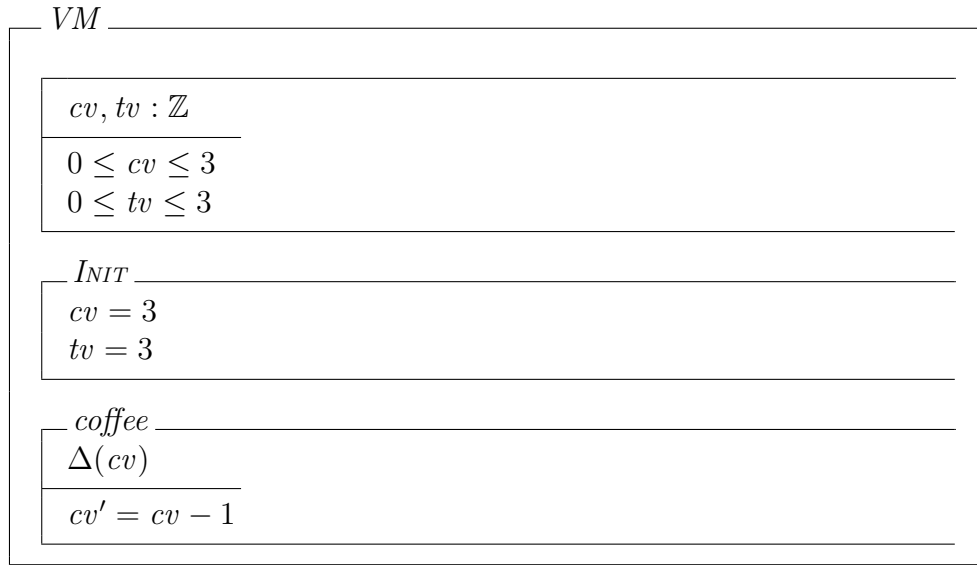 VM
cv, tv : ℤ
0 ≤ cv ≤ 3
0 ≤ tv ≤ 3
INIT
cv = 3
tv = 3
coffee
Δ(cv)
cv′ = cv − 1